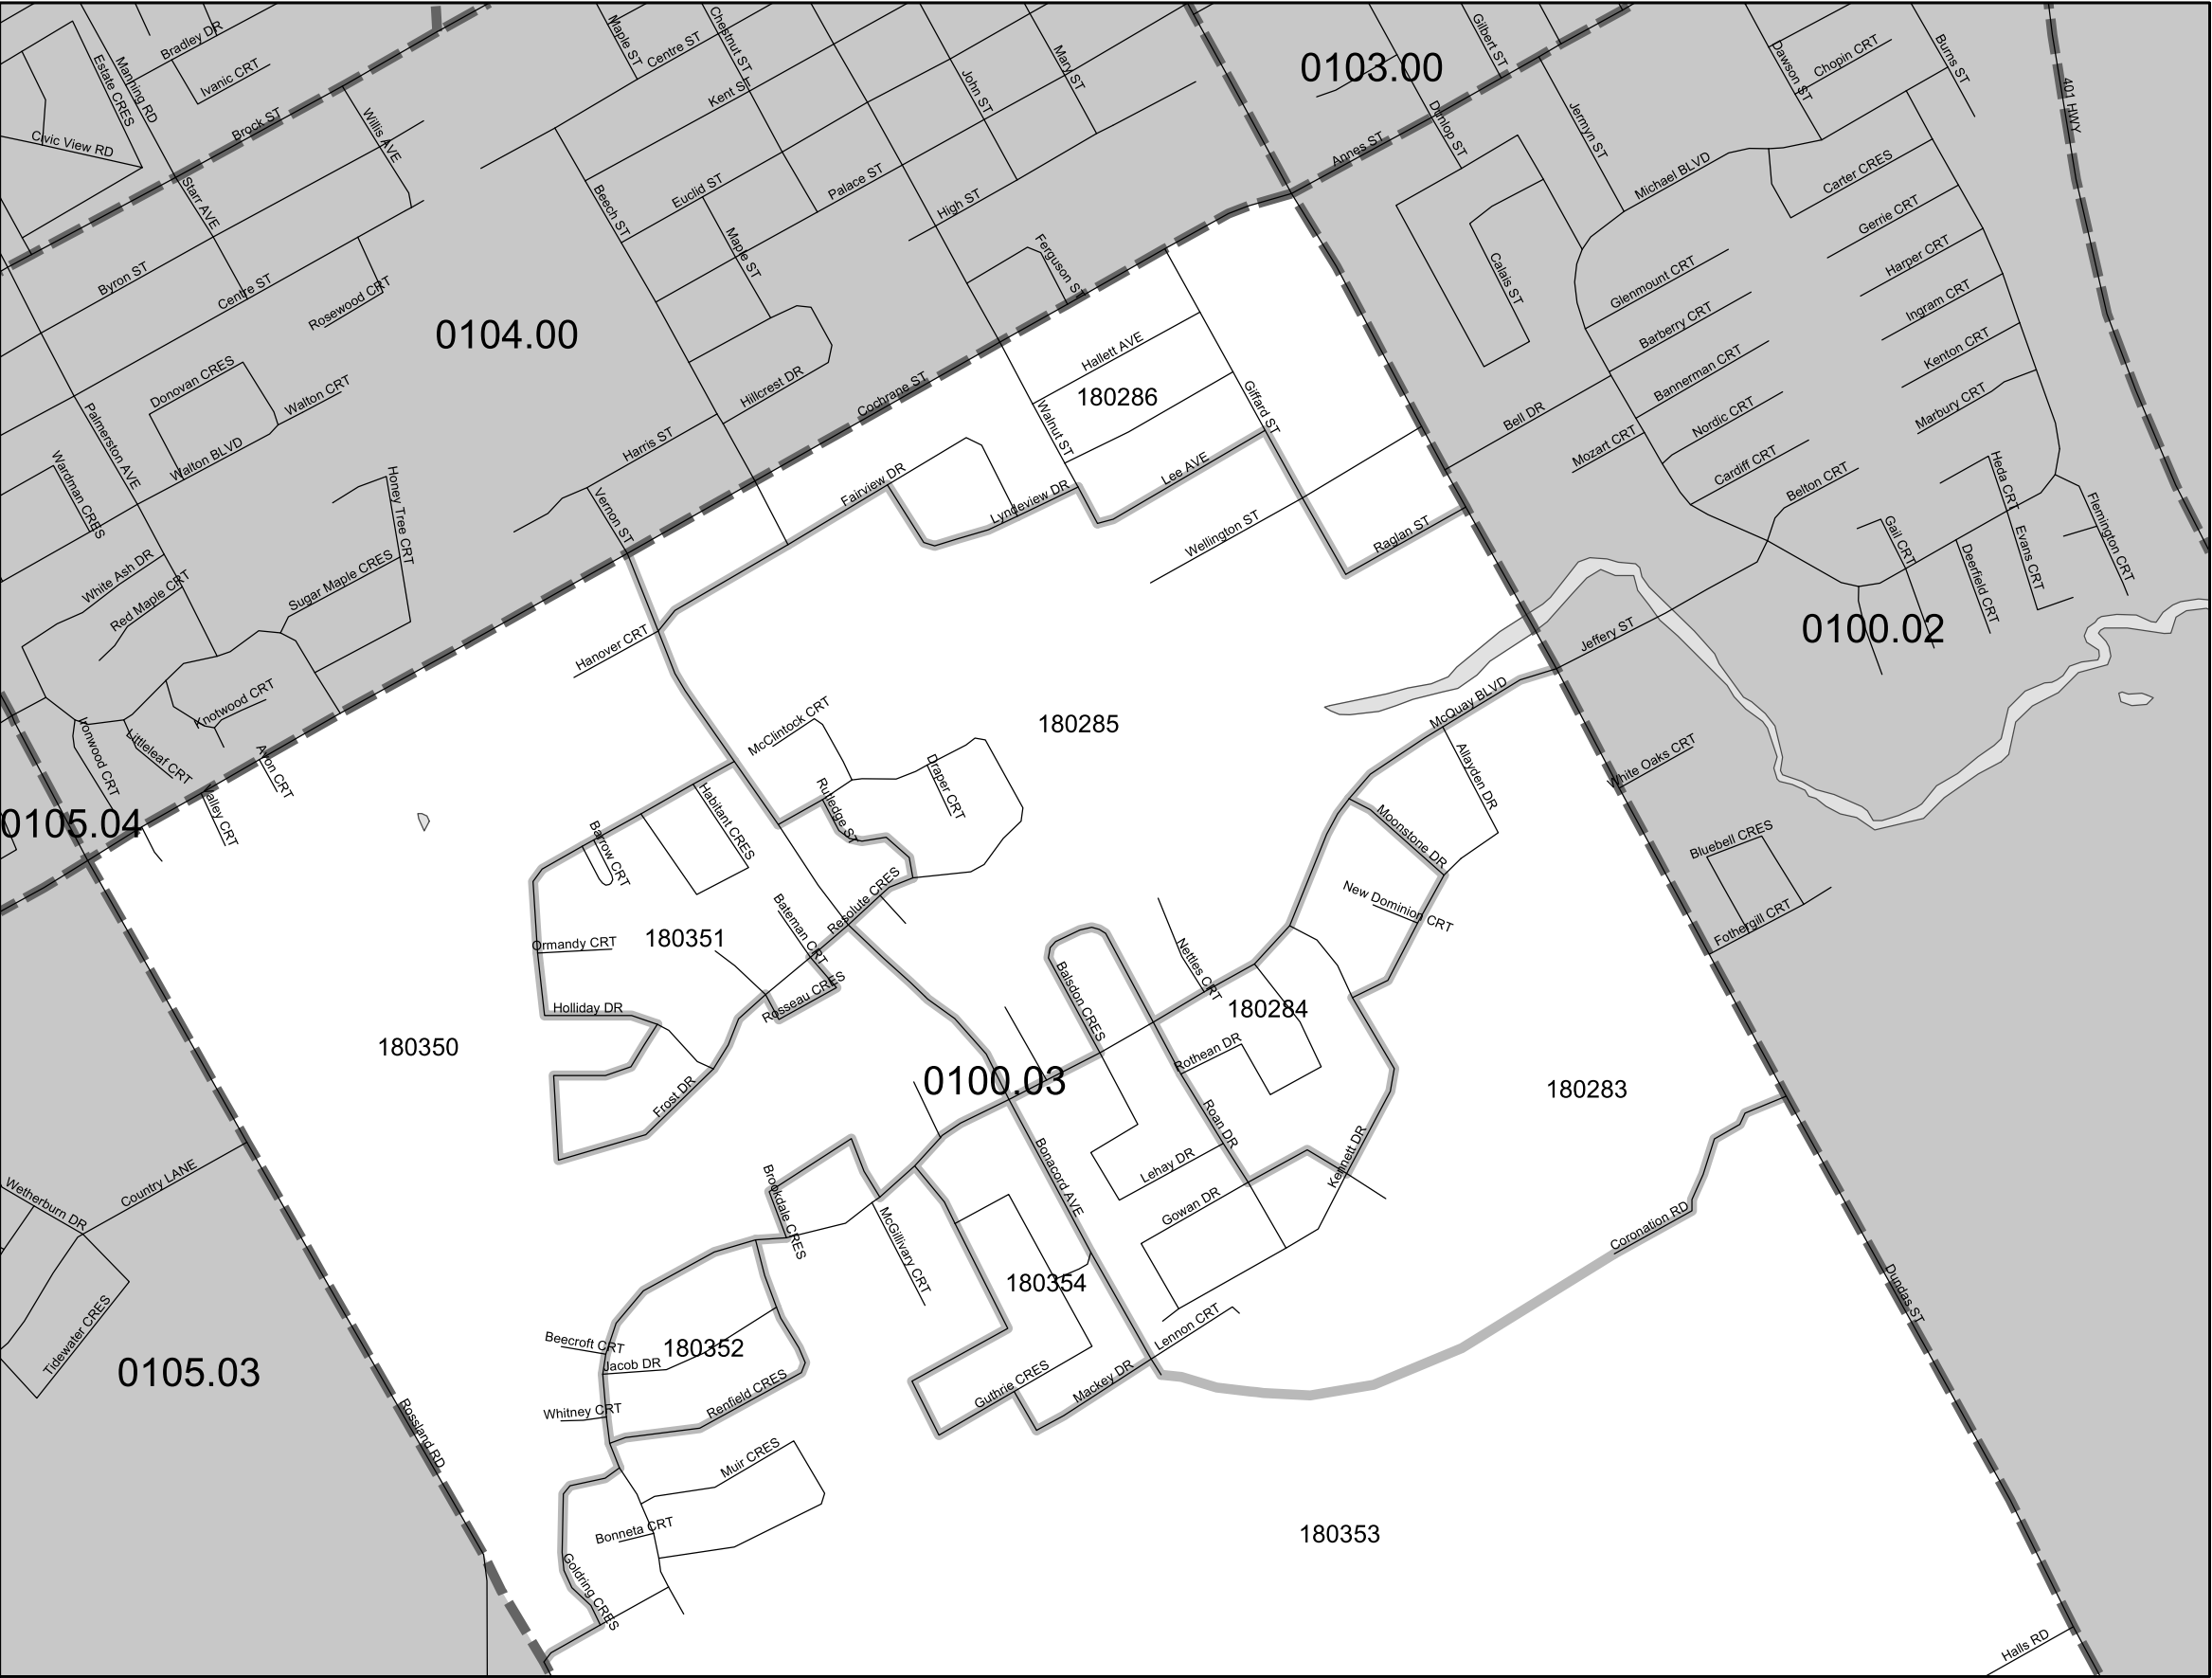 Maple ST
Centre ST
Chestnut ST
Gilbert ST
Burns ST
Bradley DR
Ivanic CRT
Estate CRES
Manning RD
Kent ST
John ST
Mary ST
0103.00
Dawson ST
Chopin CRT
401 HWY
Civic View RD
Brock ST
Willis AVE
Dunlop ST
Jermyn ST
Annes ST
Michael BLVD
Carter CRES
Starr AVE
Beech ST
Euclid ST
Palace ST
High ST
Gerrie CRT
Maple ST
Ferguson ST
Calais ST
Glenmount CRT
Harper CRT
Byron ST
Centre ST
Rosewood CRT
0104.00
Barberry CRT
Ingram CRT
Bannerman CRT
Kenton CRT
Donovan CRES
Walton CRT
Hillcrest DR
Cochrane ST
Hallett AVE
180286
Giffard ST
Walnut ST
Bell DR
Nordic CRT
Marbury CRT
Palmerston AVE
Walton BLVD
Harris ST
Mozart CRT
Cardiff CRT
Wardman CRES
Honey Tree CRT
Vernon ST
Fairview DR
Lyndeview DR
Lee AVE
Belton CRT
Heda CRT
Flemington CRT
Wellington ST
Raglan ST
Gail CRT
Evans CRT
Deerfield CRT
White Ash DR
Red Maple CRT
Sugar Maple CRES
Hanover CRT
Jeffery ST
0100.02
Knotwood CRT
Ironwood CRT
Littleleaf CRT
Avon CRT
Valley CRT
McClintock CRT
180285
McQuay BLVD
Allayden DR
White Oaks CRT
0105.04
Draper CRT
Rutledge ST
Habitant CRES
Barrow CRT
Moonstone DR
Bluebell CRES
Resolute CRES
New Dominion CRT
Bateman CRT
Fothergill CRT
Ormandy CRT
180351
Nettles CRT
Balsdon CRES
Rosseau CRES
Holliday DR
180284
180350
Rothean DR
0100.03
180283
Frost DR
Roan DR
Bonacord AVE
Lehay DR
Kennett DR
Country LANE
Wetherburn DR
Brookdale CRES
McGillivary CRT
Gowan DR
Coronation RD
180354
Dundas ST
Tidewater CRES
0105.03
Beecroft CRT
180352
Jacob DR
Lennon CRT
Renfield CRES
Guthrie CRES
Mackey DR
Whitney CRT
Rossland RD
Muir CRES
Bonneta CRT
180353
Goldring CRES
Halls RD